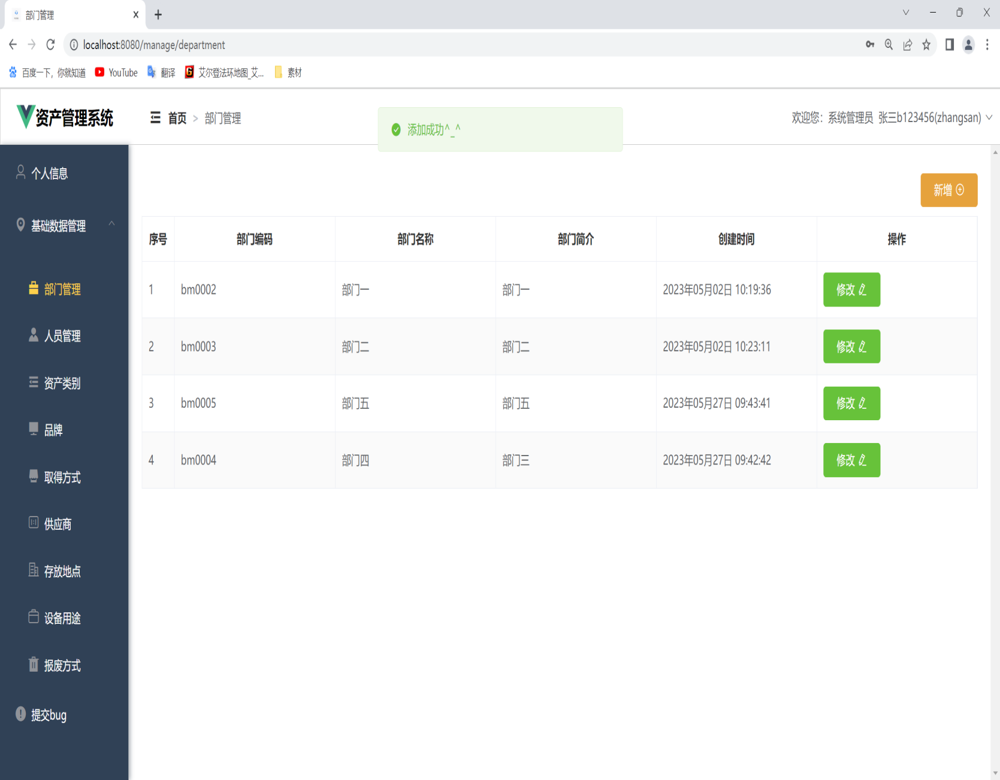 部门管理
localhost:8080/manage/department
百度一下，你就知道 YouTube 翻译 艾尔登法环地图_艾... 素材
资产管理系统 首页 > 部门管理 添加成功^_^ 欢迎您：系统管理员 张三b123456(zhangsan)
个人信息
基础数据管理
部门管理
人员管理
资产类别
品牌
取得方式
供应商
存放地点
设备用途
报废方式
提交bug
新增
序号 部门编码 部门名称 部门简介 创建时间 操作
1 bm0002 部门一 部门一 2023年05月02日 10:19:36 修改
2 bm0003 部门二 部门二 2023年05月02日 10:23:11 修改
3 bm0005 部门五 部门五 2023年05月27日 09:43:41 修改
4 bm0004 部门四 部门三 2023年05月27日 09:42:42 修改